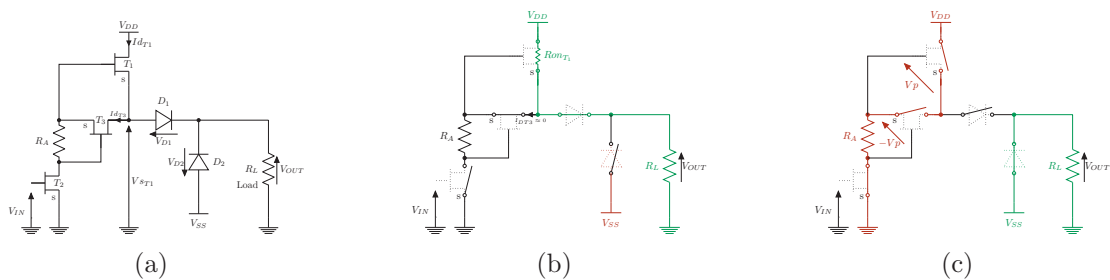 V_DD
Id_T1
T_1
s
D_1
T_3
Id_T3
s
V_D1
R_A
V_D2
D_2
T_2
Vs_T1
R_L
V_OUT
Load
s
V_IN
V_SS
(a)
V_DD
Ron_T1
s
s
I_DT3 ≈ 0
R_A
R_L
V_OUT
s
V_IN
V_SS
(b)
V_DD
s
Vp
s
R_A
-Vp
R_L
V_OUT
s
V_IN
V_SS
(c)